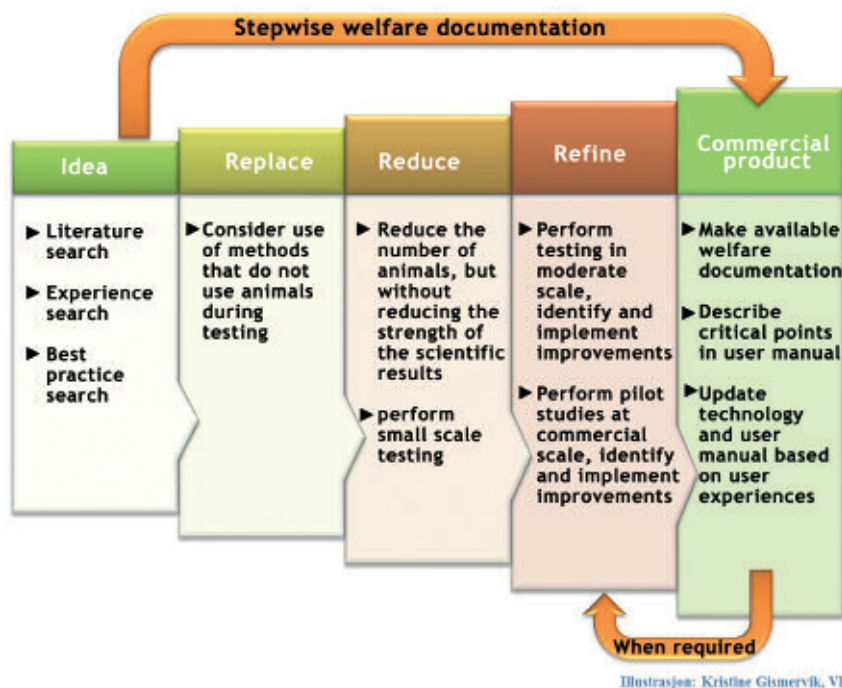 Stepwise welfare documentation
Idea
► Literature
search
► Experience
search
► Best
practice
search
Replace
► Consider use
of methods
that do not
use animals
during
testing
Reduce
► Reduce the
number of
animals, but
without
reducing the
strength of
the scientific
results
► perform
small scale
testing
Refine
► Perform
testing in
moderate
scale,
identify and
implement
improvements
► Perform pilot
studies at
commercial
scale, identify
and implement
improvements
Commercial
product
► Make available
welfare
documentation
► Describe
critical points
in user manual
► Update
technology
and user
manual based
on user
experiences
When required
Illustrasjon: Kristine Gismervik, VI